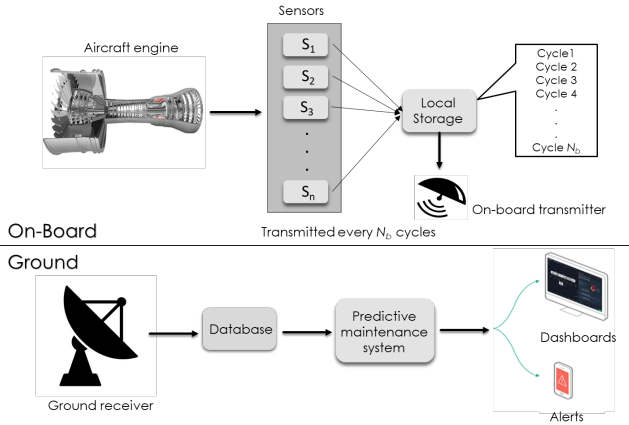 Sensors
Aircraft engine
S1
S2
S3
.
.
.
Sn
Local
Storage
Cycle1
Cycle 2
Cycle 3
Cycle 4
.
.
.
Cycle Nb
On-board transmitter
On-Board
Transmitted every Nb cycles
Ground
Database
Predictive
maintenance
system
Dashboards
Ground receiver
Alerts